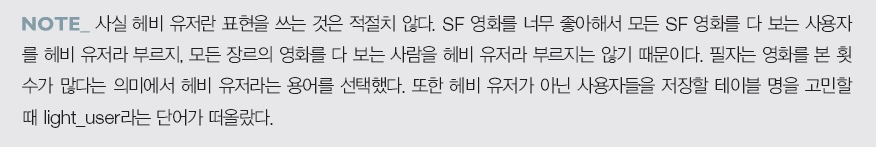 NOTE_ 사실 헤비 유저란 표현을 쓰는 것은 적절치 않다. SF 영화를 너무 좋아해서 모든 SF 영화를 다 보는 사용자
를 헤비 유저라 부르지, 모든 장르의 영화를 다 보는 사람을 헤비 유저라 부르지는 않기 때문이다. 필자는 영화를 본 횟
수가 많다는 의미에서 헤비 유저라는 용어를 선택했다. 또한 헤비 유저가 아닌 사용자들을 저장할 테이블 명을 고민할
때 light_user라는 단어가 떠올랐다.